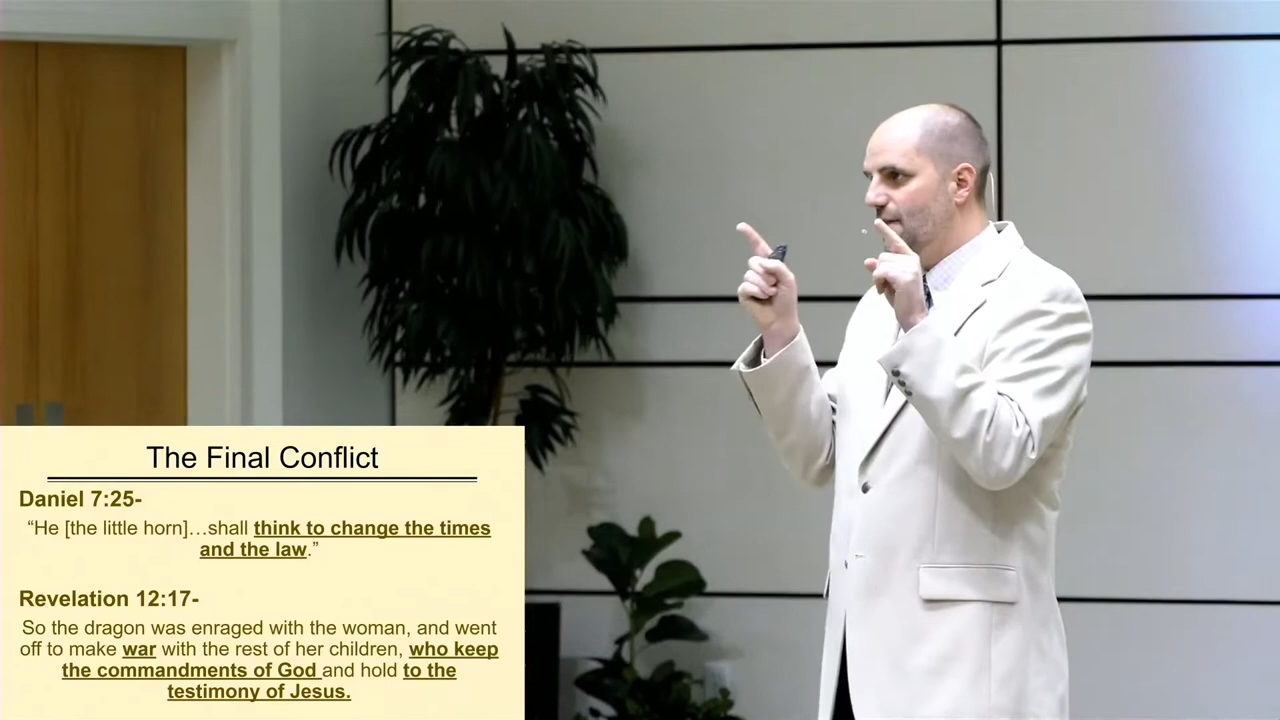 The Final Conflict
Daniel 7:25-
“He [the little horn]…shall think to change the times
and the law.”
Revelation 12:17-
So the dragon was enraged with the woman, and went
off to make war with the rest of her children, who keep
the commandments of God and hold to the
testimony of Jesus.